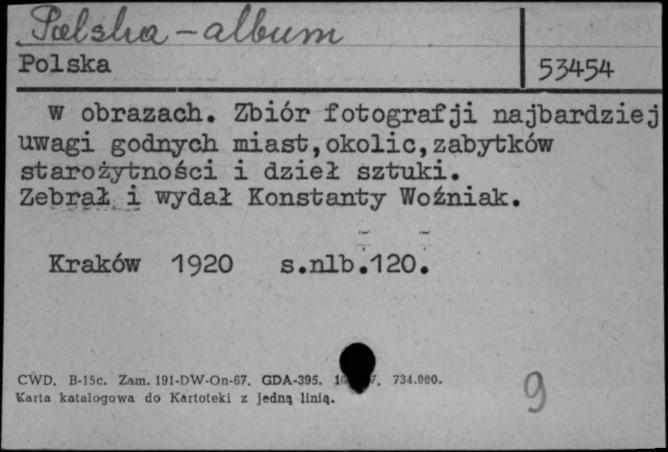 Polska - album
Polska 53454
w obrazach. Zbiór fotografji najbardziej
uwagi godnych miast,okolic,zabytków
starożytności i dzieł sztuki.
Zebrał i wydał Konstanty Woźniak.
Kraków 1920 s.nlb.120.
CWD. B-15c. Zam. 191-DW-On-67. GDA-395. 734.000.
Karta katalogowa do Kartoteki z jedną linią.
9